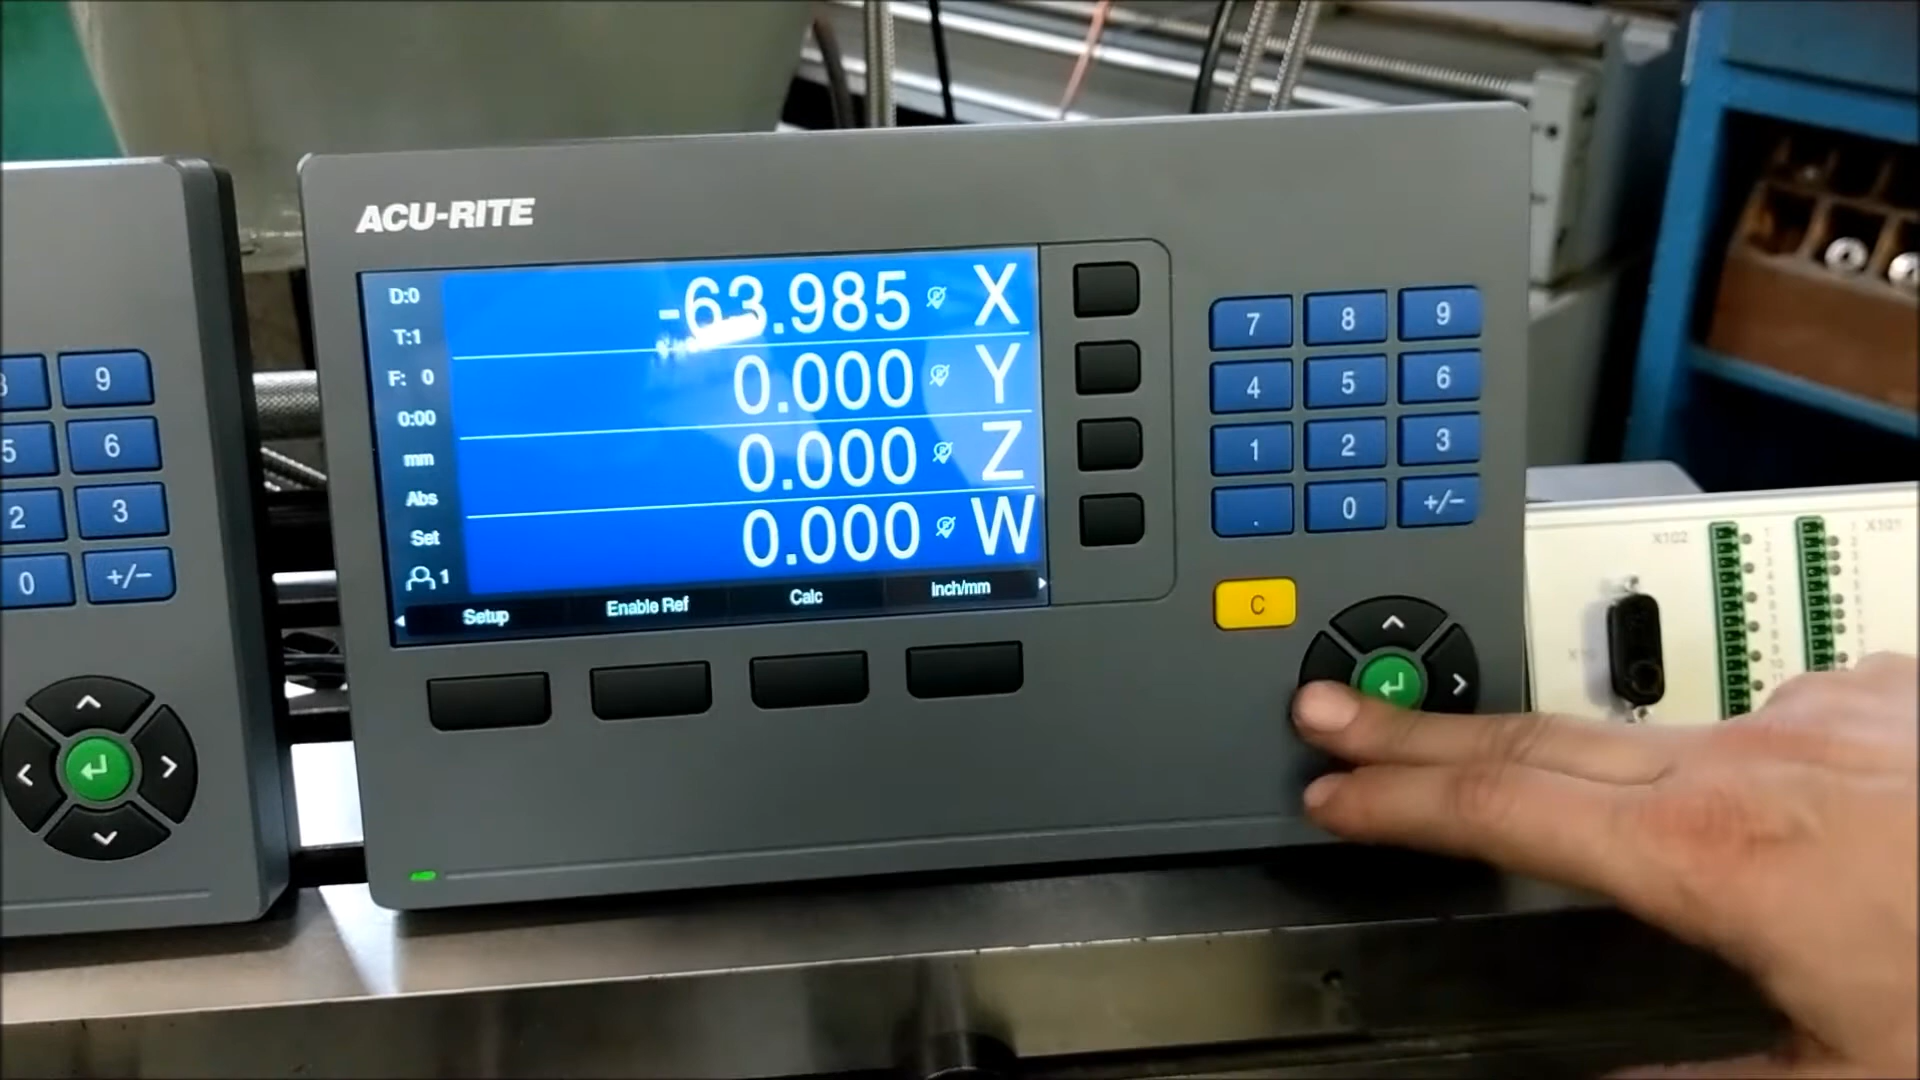 ACU-RITE
D:0
T:1
F: 0
0:00
mm
Abs
Set
1
-63.985 X
0.000 Y
0.000 Z
0.000 W
Setup
Enable Ref
Calc
Inch/mm
7 8 9
4 5 6
1 2 3
. 0 +/-
C
9
5 6
2 3
0 +/-
X102
X101